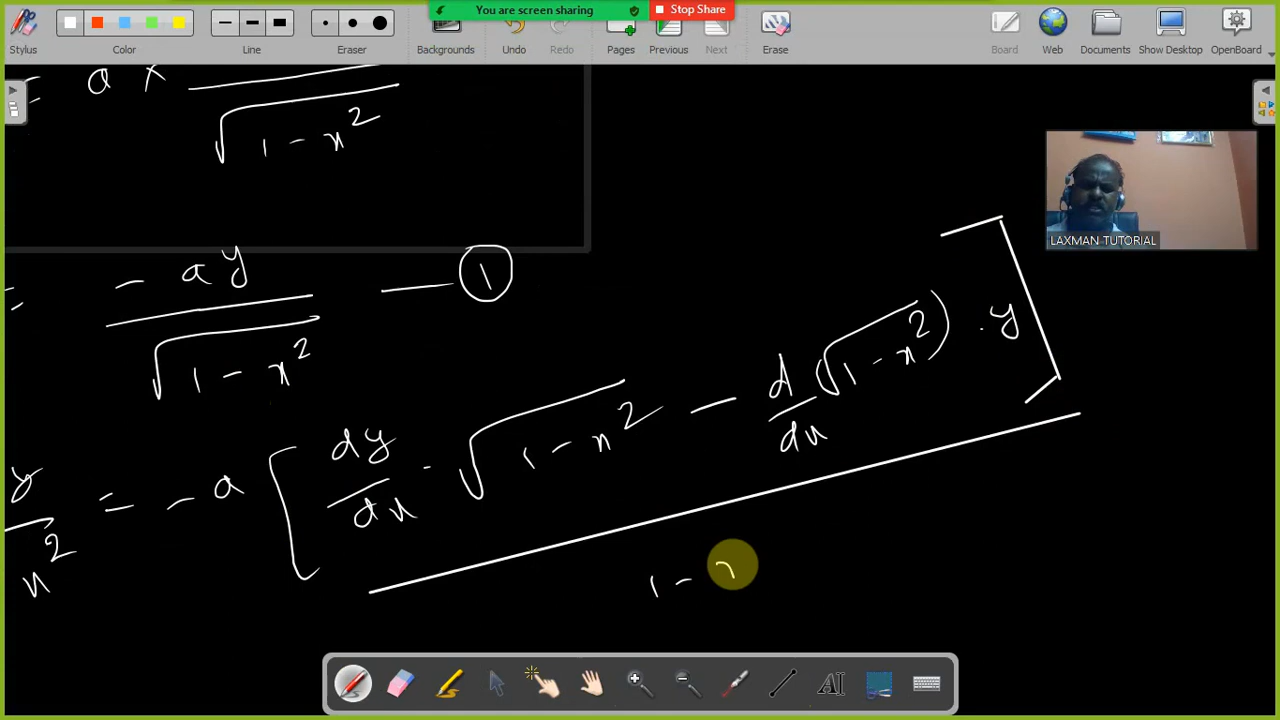 You are screen sharing Stop Share
Stylus Color Line Eraser Backgrounds Undo Redo Pages Previous Next Erase Board Web Documents Show Desktop OpenBoard
= a x
√1 - x²
LAXMAN TUTORIAL
= - ay / √1 - x² — ①
y / x² = - a [ dy/dx · √1 - x² - d/dx (√1 - x²) · y ]
1 -